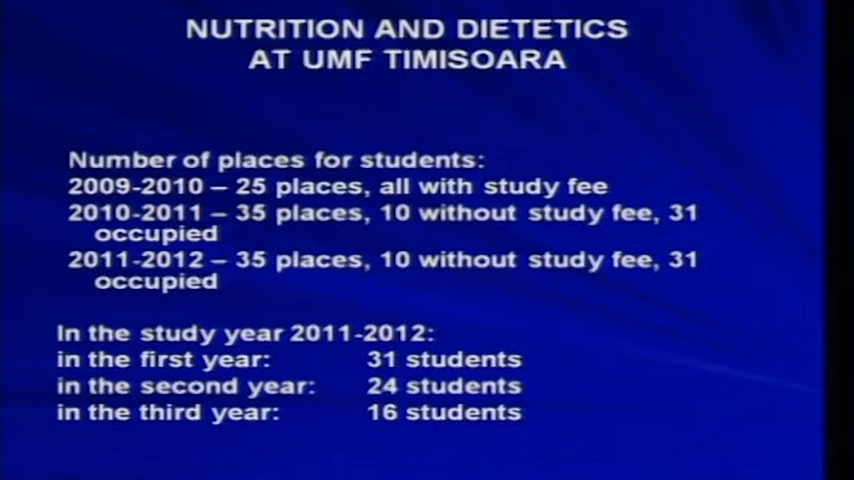 NUTRITION AND DIETETICS
AT UMF TIMISOARA
Number of places for students:
2009-2010 – 25 places, all with study fee
2010-2011 – 35 places, 10 without study fee, 31
occupied
2011-2012 – 35 places, 10 without study fee, 31
occupied
In the study year 2011-2012:
in the first year: 31 students
in the second year: 24 students
in the third year: 16 students